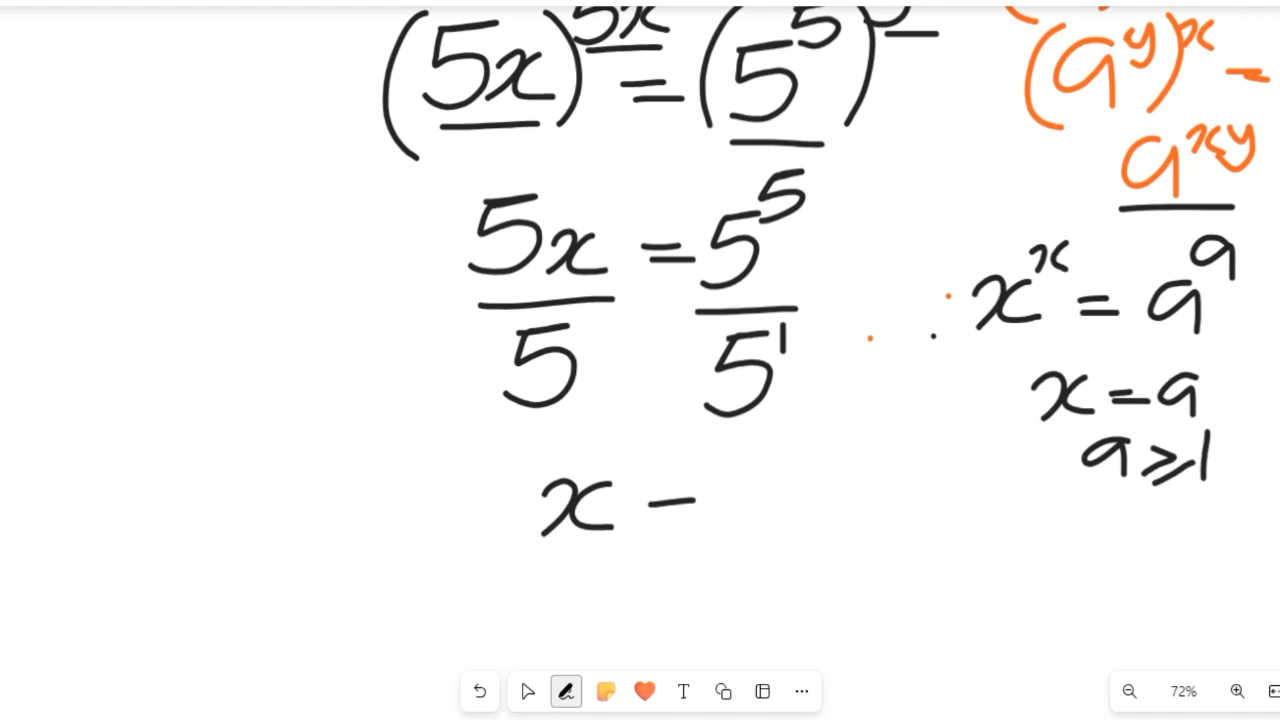 (5x)^5x = (5^5)
5x = 5^5
5 5^1
x –
(a^y)^x =
a^xy
x^x = a^a
x = a
a ⩾ 1
T
72%